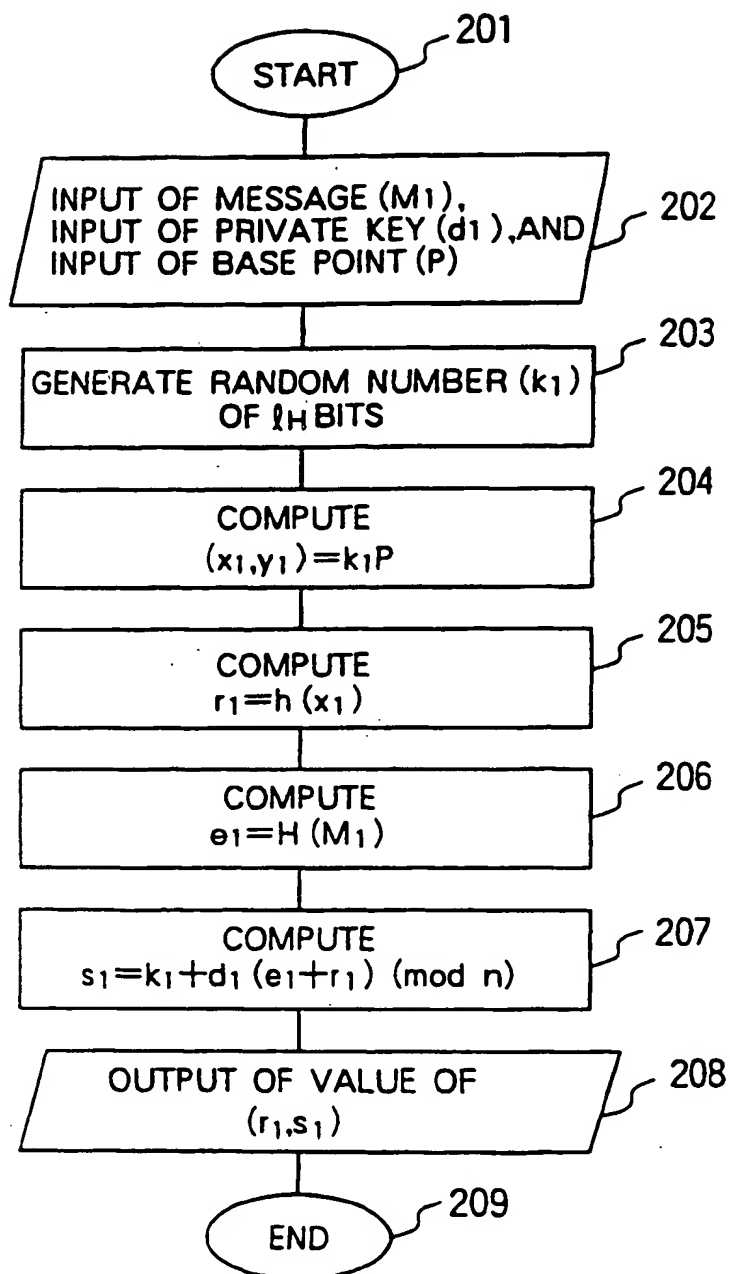 201
START
INPUT OF MESSAGE (M1),
INPUT OF PRIVATE KEY (d1), AND
INPUT OF BASE POINT (P)
202
203
GENERATE RANDOM NUMBER (k1)
OF ℓH BITS
204
COMPUTE
(x1,y1)=k1P
205
COMPUTE
r1=h (x1)
206
COMPUTE
e1=H (M1)
207
COMPUTE
s1=k1+d1 (e1+r1) (mod n)
OUTPUT OF VALUE OF
(r1,s1)
208
209
END